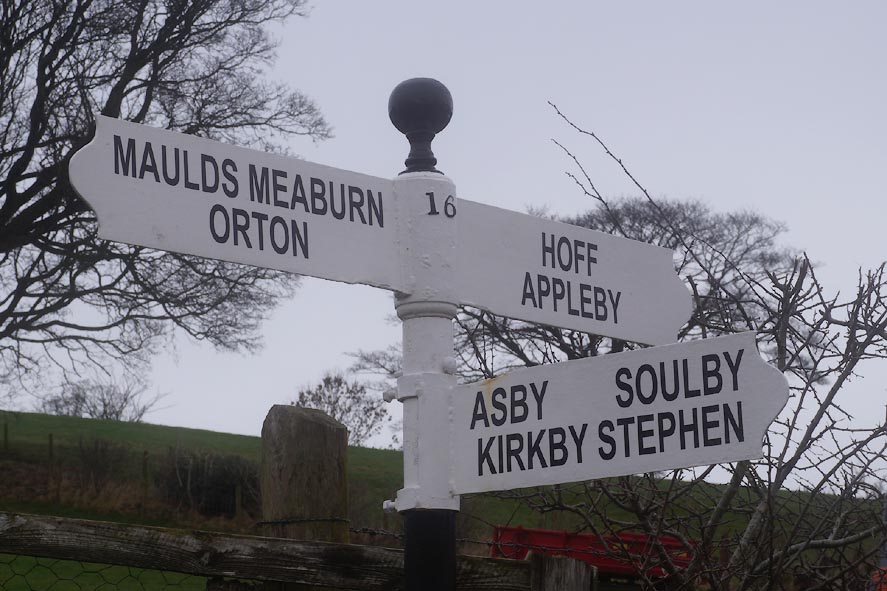 MAULDS MEABURN
ORTON
16
HOFF
APPLEBY
ASBY SOULBY
KIRKBY STEPHEN